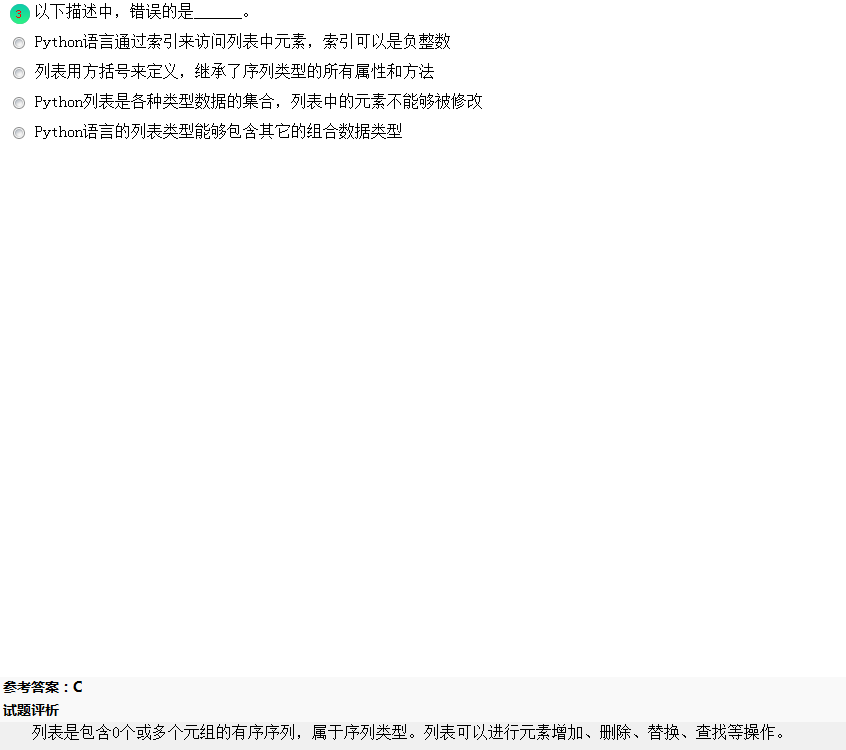 3 以下描述中，错误的是______。
Python语言通过索引来访问列表中元素，索引可以是负整数
列表用方括号来定义，继承了序列类型的所有属性和方法
Python列表是各种类型数据的集合，列表中的元素不能够被修改
Python语言的列表类型能够包含其它的组合数据类型
参考答案：C
试题评析
列表是包含0个或多个元组的有序序列，属于序列类型。列表可以进行元素增加、删除、替换、查找等操作。